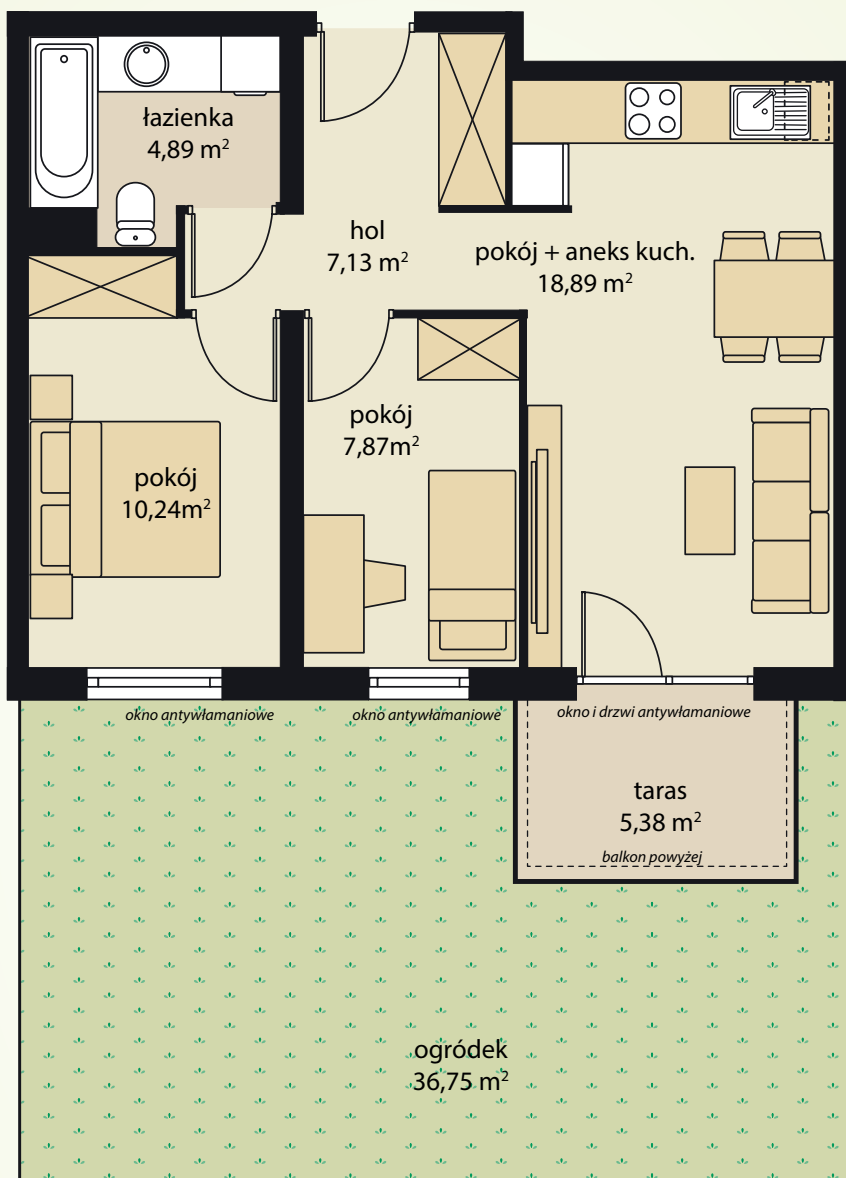 łazienka
4,89 m²
hol
7,13 m²
pokój + aneks kuch.
18,89 m²
pokój
7,87m²
pokój
10,24m²
okno antywłamaniowe
okno antywłamaniowe
okno i drzwi antywłamaniowe
taras
5,38 m²
balkon powyżej
ogródek
36,75 m²